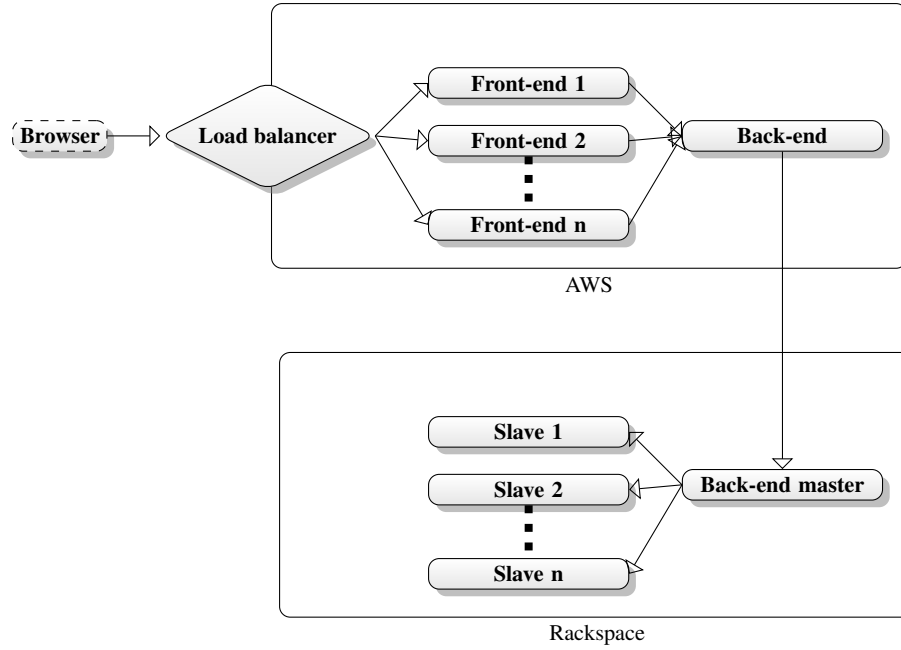 Front-end 1
Browser
Load balancer
Front-end 2
Back-end
Front-end n
AWS
Slave 1
Slave 2
Back-end master
Slave n
Rackspace